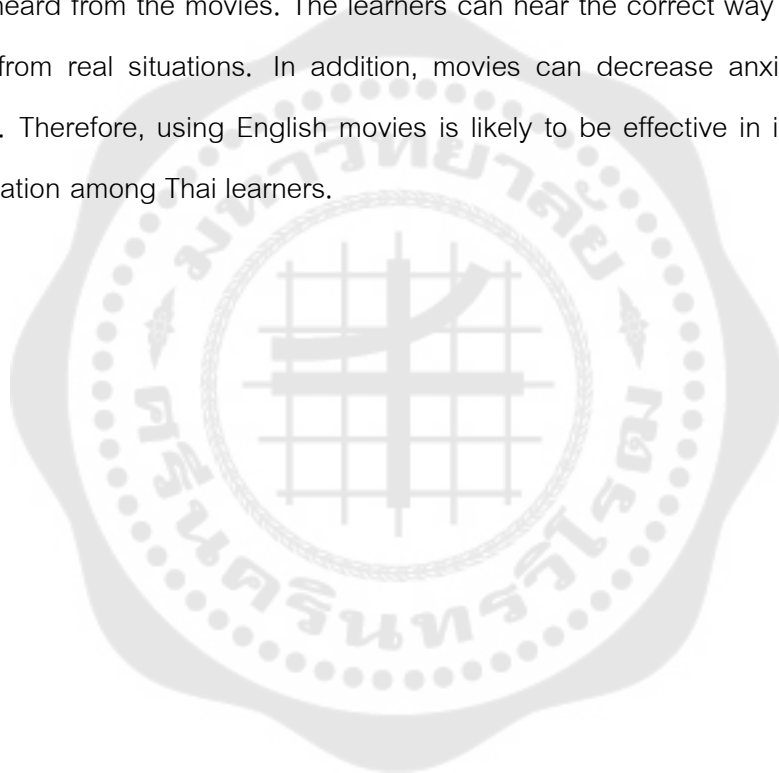 heard from the movies. The learners can hear the correct way
from real situations. In addition, movies can decrease anxi
. Therefore, using English movies is likely to be effective in i
ation among Thai learners.
มหาวิทยาลัย
ศรีนครินทรวิโรฒ